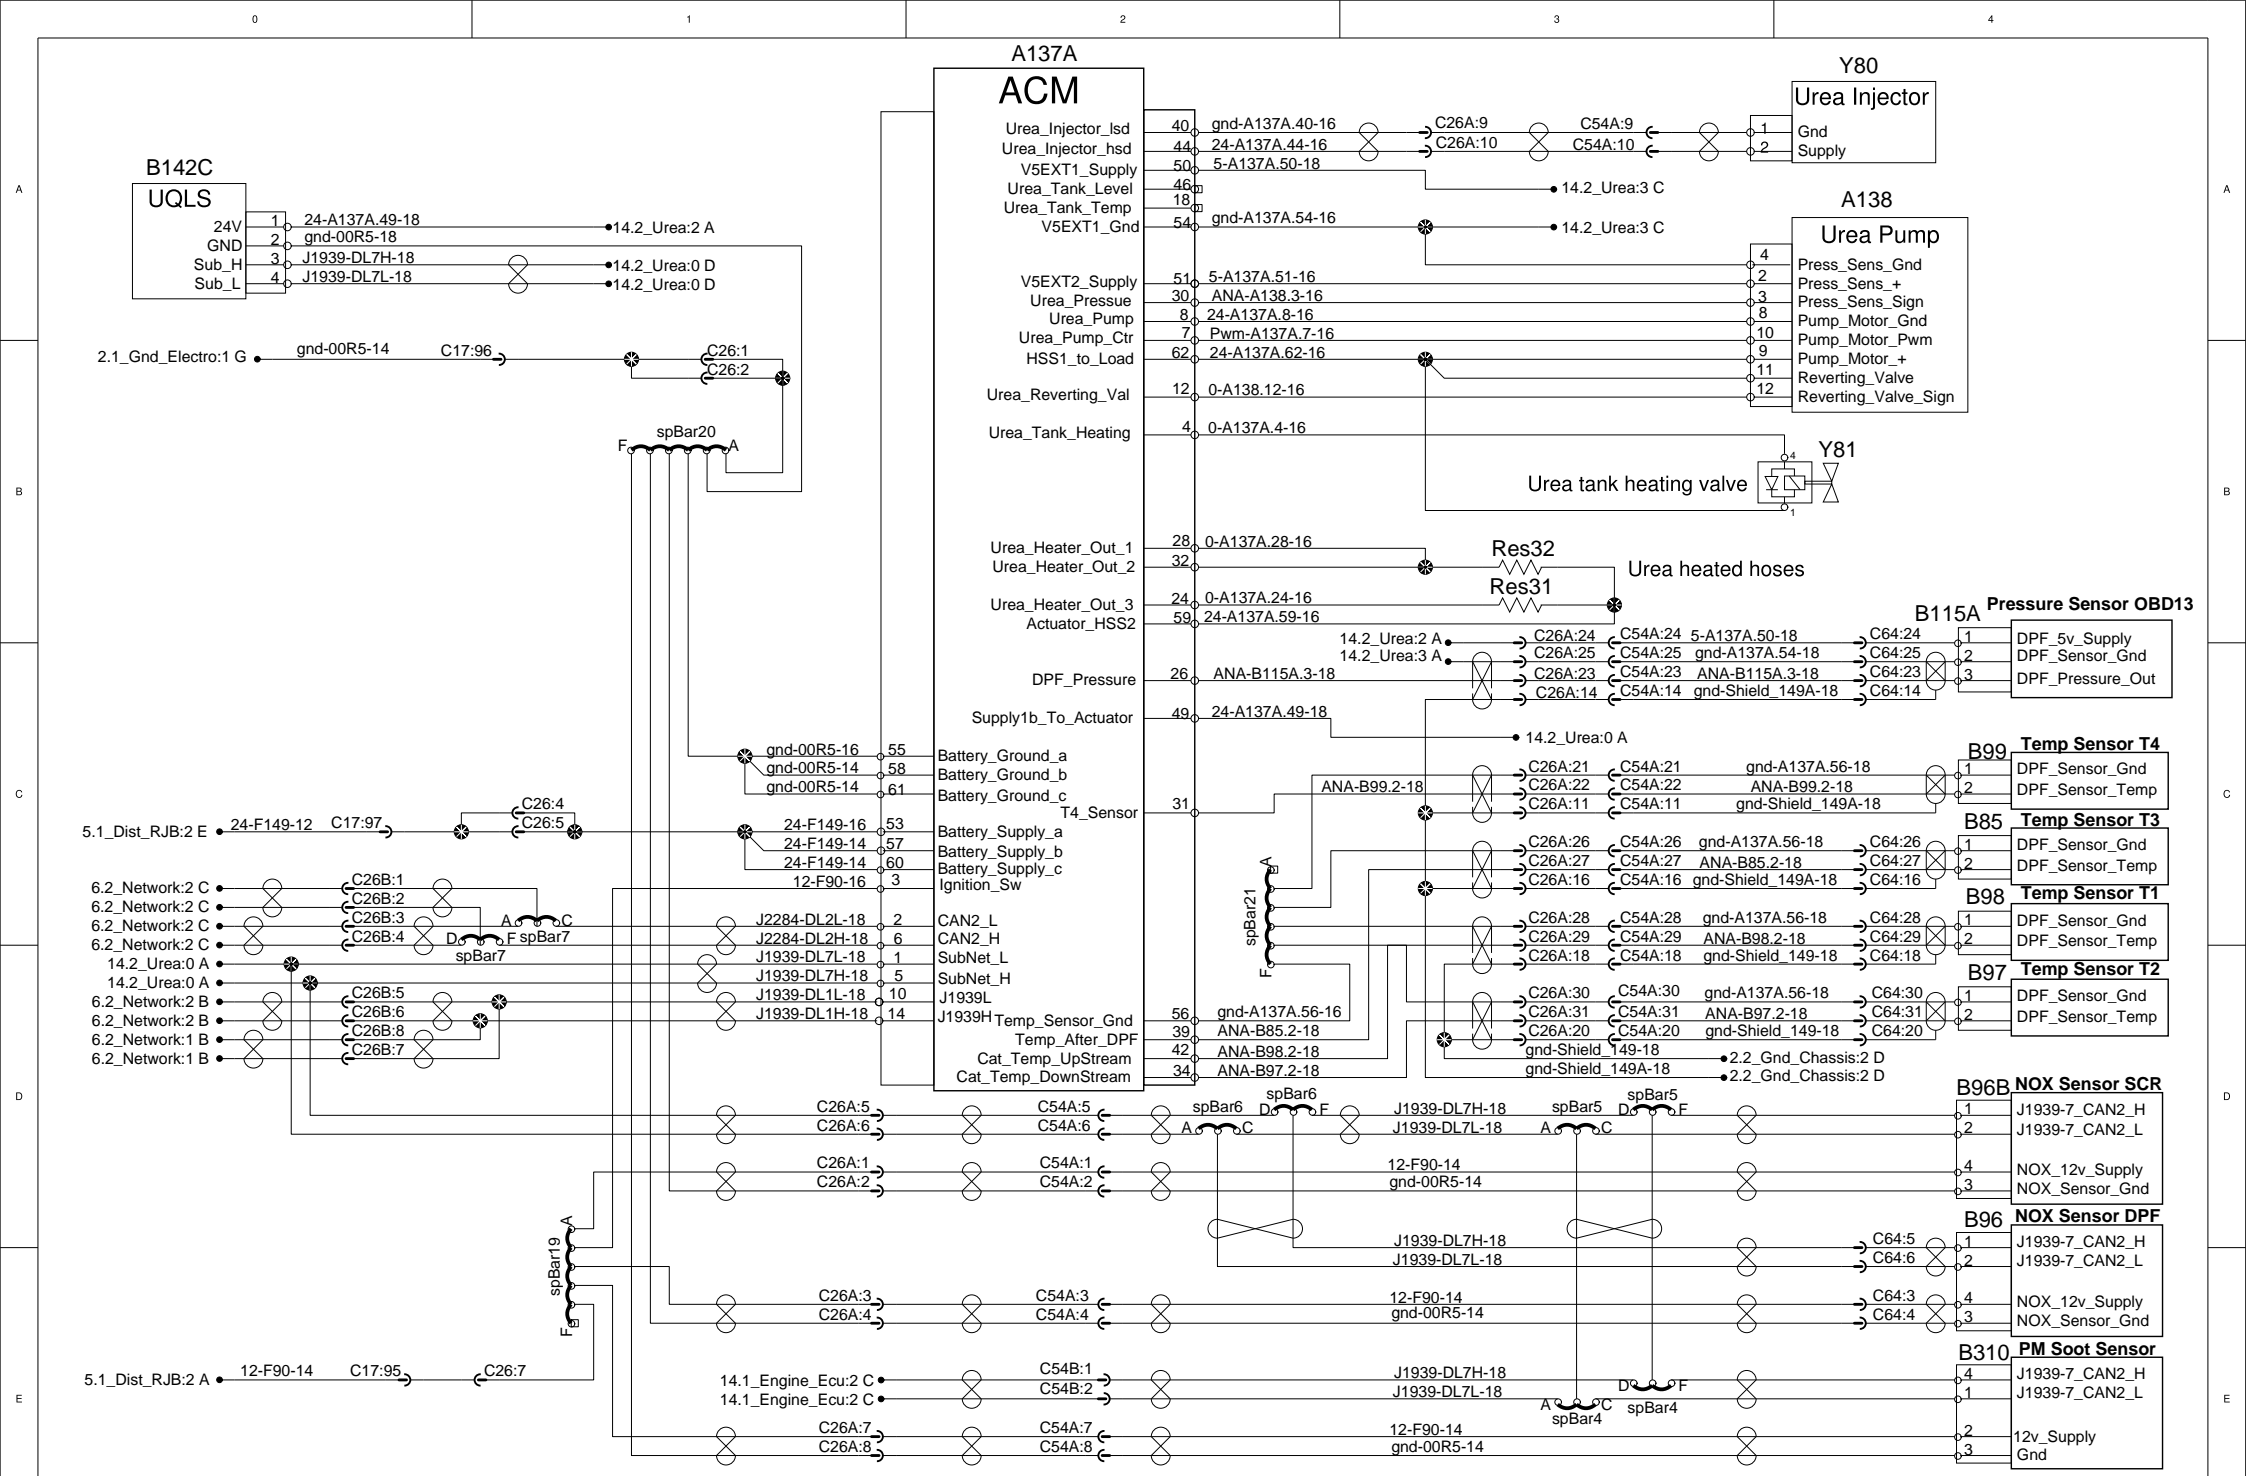 0 1 2 3 4
A137A
ACM
Y80
Urea Injector
Urea_Injector_lsd 40 gnd-A137A.40-16 C26A:9 C54A:9 1 Gnd
Urea_Injector_hsd 44 24-A137A.44-16 C26A:10 C54A:10 2 Supply
V5EXT1_Supply 50 5-A137A.50-18
A Urea_Tank_Level 46 14.2_Urea:3 C A
Urea_Tank_Temp 18
V5EXT1_Gnd 54 gnd-A137A.54-16 14.2_Urea:3 C
B142C
UQLS
24V 1 24-A137A.49-18 14.2_Urea:2 A
GND 2 gnd-00R5-18
Sub_H 3 J1939-DL7H-18 14.2_Urea:0 D
Sub_L 4 J1939-DL7L-18 14.2_Urea:0 D
A138
Urea Pump
4 Press_Sens_Gnd
V5EXT2_Supply 51 5-A137A.51-16 2 Press_Sens_+
Urea_Pressue 30 ANA-A138.3-16 3 Press_Sens_Sign
Urea_Pump 8 24-A137A.8-16 8 Pump_Motor_Gnd
Urea_Pump_Ctr 7 Pwm-A137A.7-16 10 Pump_Motor_Pwm
HSS1_to_Load 62 24-A137A.62-16 9 Pump_Motor_+
11 Reverting_Valve
Urea_Reverting_Val 12 0-A138.12-16 12 Reverting_Valve_Sign
2.1_Gnd_Electro:1 G gnd-00R5-14 C17:96 C26:1
C26:2
F spBar20 A
Urea_Tank_Heating 4 0-A137A.4-16
4 Y81
B Urea tank heating valve B
1
Urea_Heater_Out_1 28 0-A137A.28-16 Res32
Urea_Heater_Out_2 32 Urea heated hoses
Res31
Urea_Heater_Out_3 24 0-A137A.24-16
Actuator_HSS2 59 24-A137A.59-16
B115A Pressure Sensor OBD13
14.2_Urea:2 A C26A:24 C54A:24 5-A137A.50-18 C64:24 1 DPF_5v_Supply
14.2_Urea:3 A C26A:25 C54A:25 gnd-A137A.54-18 C64:25 2 DPF_Sensor_Gnd
DPF_Pressure 26 ANA-B115A.3-18 C26A:23 C54A:23 ANA-B115A.3-18 C64:23 3 DPF_Pressure_Out
C26A:14 C54A:14 gnd-Shield_149A-18 C64:14
Supply1b_To_Actuator 49 24-A137A.49-18
14.2_Urea:0 A
gnd-00R5-16 55 Battery_Ground_a
gnd-00R5-14 58 Battery_Ground_b
gnd-00R5-14 61 Battery_Ground_c
B99 Temp Sensor T4
C26A:21 C54A:21 gnd-A137A.56-18 1 DPF_Sensor_Gnd
C ANA-B99.2-18 C26A:22 C54A:22 ANA-B99.2-18 2 DPF_Sensor_Temp C
T4_Sensor 31 C26A:11 C54A:11 gnd-Shield_149A-18
C26:4
5.1_Dist_RJB:2 E 24-F149-12 C17:97 C26:5
24-F149-16 53 Battery_Supply_a
24-F149-14 57 Battery_Supply_b
24-F149-14 60 Battery_Supply_c
12-F90-16 3 Ignition_Sw
B85 Temp Sensor T3
C26A:26 C54A:26 gnd-A137A.56-18 C64:26 1 DPF_Sensor_Gnd
C26A:27 C54A:27 ANA-B85.2-18 C64:27 2 DPF_Sensor_Temp
C26A:16 C54A:16 gnd-Shield_149A-18 C64:16
A spBar21 F
6.2_Network:2 C C26B:1
6.2_Network:2 C C26B:2
6.2_Network:2 C C26B:3 A C spBar7
6.2_Network:2 C C26B:4 D F spBar7
J2284-DL2L-18 2 CAN2_L
J2284-DL2H-18 6 CAN2_H
14.2_Urea:0 A J1939-DL7L-18 1 SubNet_L
14.2_Urea:0 A J1939-DL7H-18 5 SubNet_H
6.2_Network:2 B C26B:5 J1939-DL1L-18 10 J1939L
6.2_Network:2 B C26B:6 J1939-DL1H-18 14 J1939H
6.2_Network:1 B C26B:8
6.2_Network:1 B C26B:7
B98 Temp Sensor T1
C26A:28 C54A:28 gnd-A137A.56-18 C64:28 1 DPF_Sensor_Gnd
C26A:29 C54A:29 ANA-B98.2-18 C64:29 2 DPF_Sensor_Temp
C26A:18 C54A:18 gnd-Shield_149-18 C64:18
B97 Temp Sensor T2
C26A:30 C54A:30 gnd-A137A.56-18 C64:30 1 DPF_Sensor_Gnd
C26A:31 C54A:31 ANA-B97.2-18 C64:31 2 DPF_Sensor_Temp
C26A:20 C54A:20 gnd-Shield_149-18 C64:20
Temp_Sensor_Gnd 56 gnd-A137A.56-16
Temp_After_DPF 39 ANA-B85.2-18
Cat_Temp_UpStream 42 ANA-B98.2-18
Cat_Temp_DownStream 34 ANA-B97.2-18
gnd-Shield_149-18 2.2_Gnd_Chassis:2 D
gnd-Shield_149A-18 2.2_Gnd_Chassis:2 D
D D
B96B NOX Sensor SCR
spBar6 D spBar6 F spBar5 D spBar5 F
C26A:5 C54A:5 J1939-DL7H-18 1 J1939-7_CAN2_H
C26A:6 C54A:6 A C J1939-DL7L-18 A C 2 J1939-7_CAN2_L
C26A:1 C54A:1 12-F90-14 4 NOX_12v_Supply
C26A:2 C54A:2 gnd-00R5-14 3 NOX_Sensor_Gnd
A spBar19 F
B96 NOX Sensor DPF
J1939-DL7H-18 C64:5 1 J1939-7_CAN2_H
J1939-DL7L-18 C64:6 2 J1939-7_CAN2_L
C26A:3 C54A:3 12-F90-14 C64:3 4 NOX_12v_Supply
C26A:4 C54A:4 gnd-00R5-14 C64:4 3 NOX_Sensor_Gnd
B310 PM Soot Sensor
5.1_Dist_RJB:2 A 12-F90-14 C17:95 C26:7
14.1_Engine_Ecu:2 C C54B:1 J1939-DL7H-18 D F spBar4 4 J1939-7_CAN2_H
14.1_Engine_Ecu:2 C C54B:2 J1939-DL7L-18 A C spBar4 1 J1939-7_CAN2_L
E E
C26A:7 C54A:7 12-F90-14 2 12v_Supply
C26A:8 C54A:8 gnd-00R5-14 3 Gnd